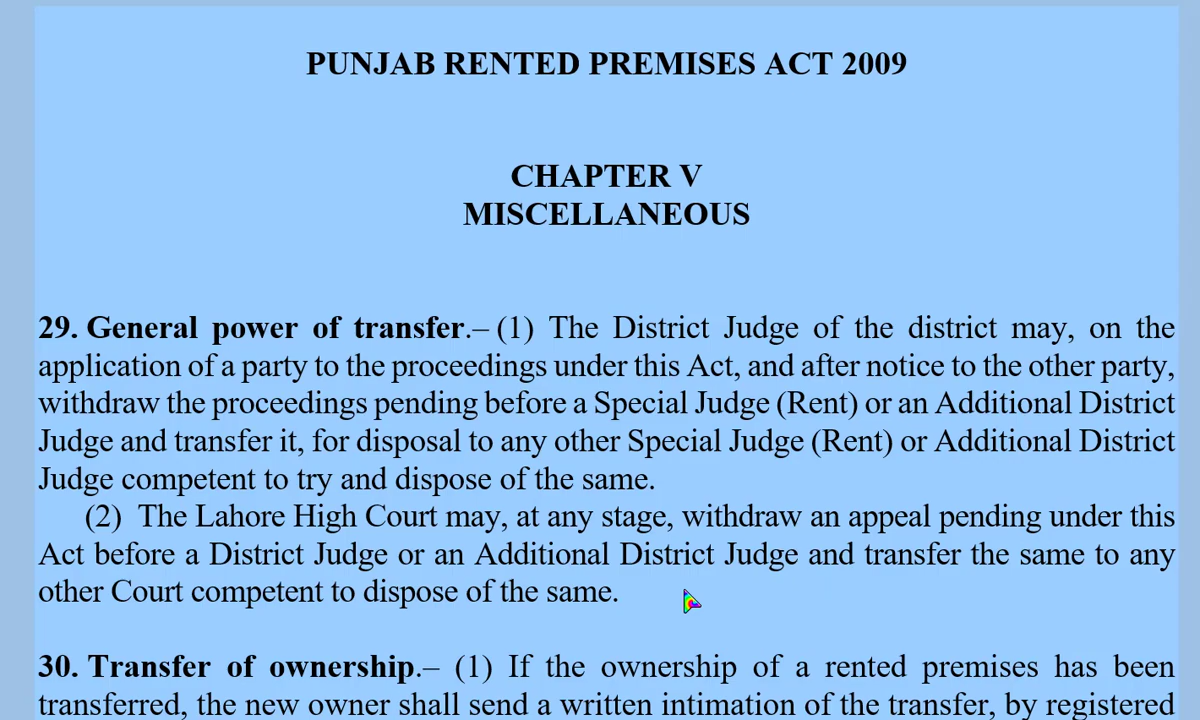 PUNJAB RENTED PREMISES ACT 2009
CHAPTER V
MISCELLANEOUS
29. General power of transfer.– (1) The District Judge of the district may, on the
application of a party to the proceedings under this Act, and after notice to the other party,
withdraw the proceedings pending before a Special Judge (Rent) or an Additional District
Judge and transfer it, for disposal to any other Special Judge (Rent) or Additional District
Judge competent to try and dispose of the same.
(2) The Lahore High Court may, at any stage, withdraw an appeal pending under this
Act before a District Judge or an Additional District Judge and transfer the same to any
other Court competent to dispose of the same.
30. Transfer of ownership.– (1) If the ownership of a rented premises has been
transferred, the new owner shall send a written intimation of the transfer, by registered